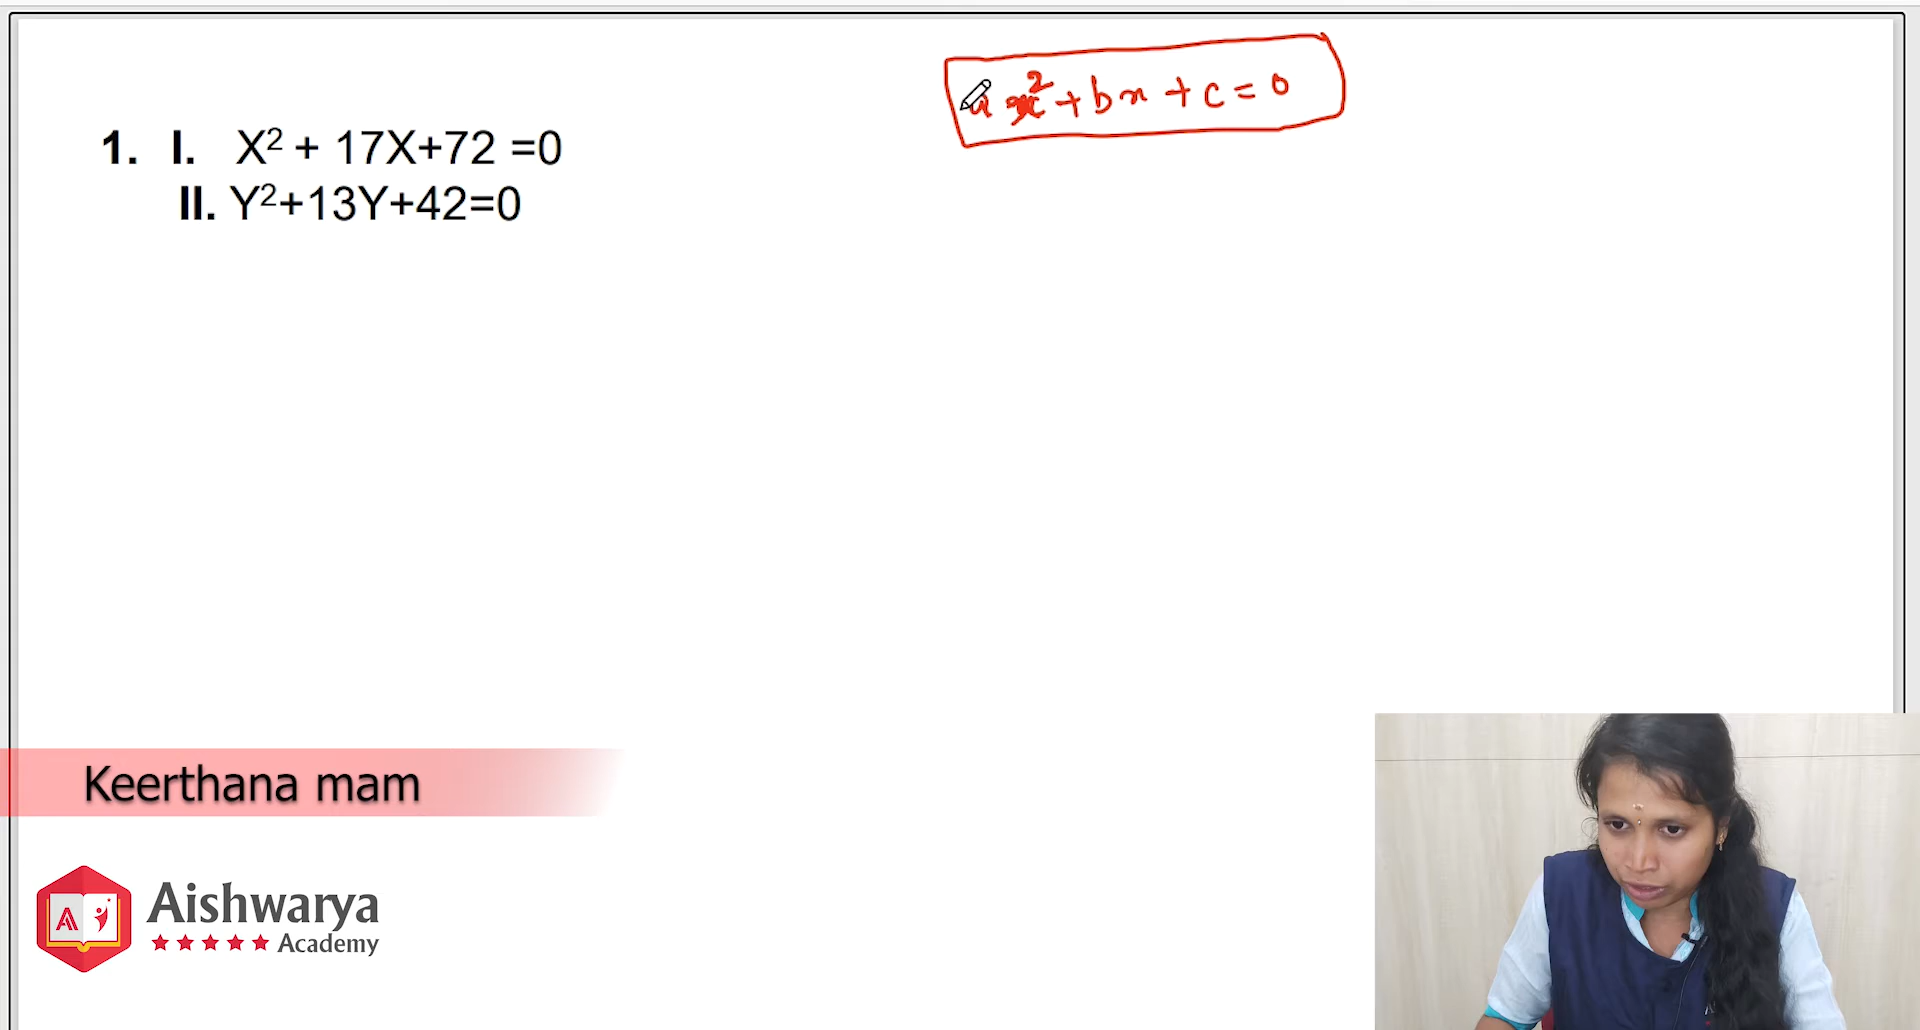 ax²+bx+c=0
1. I. X²+ 17X+72 =0
II. Y²+13Y+42=0
Keerthana mam
A
Aishwarya
Academy